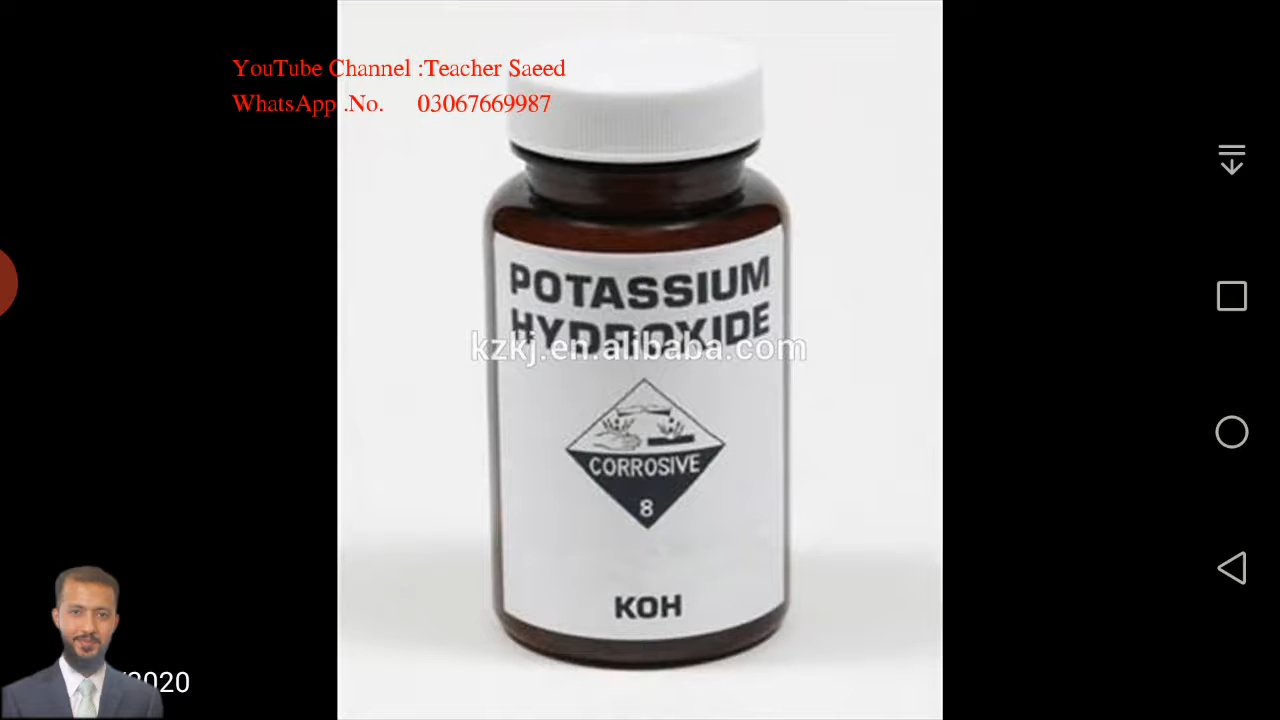 YouTube Channel :Teacher Saeed
WhatsApp .No. 03067669987
POTASSIUM
HYDROXIDE
kzkj.en.alibaba.com
CORROSIVE
8
KOH
2020